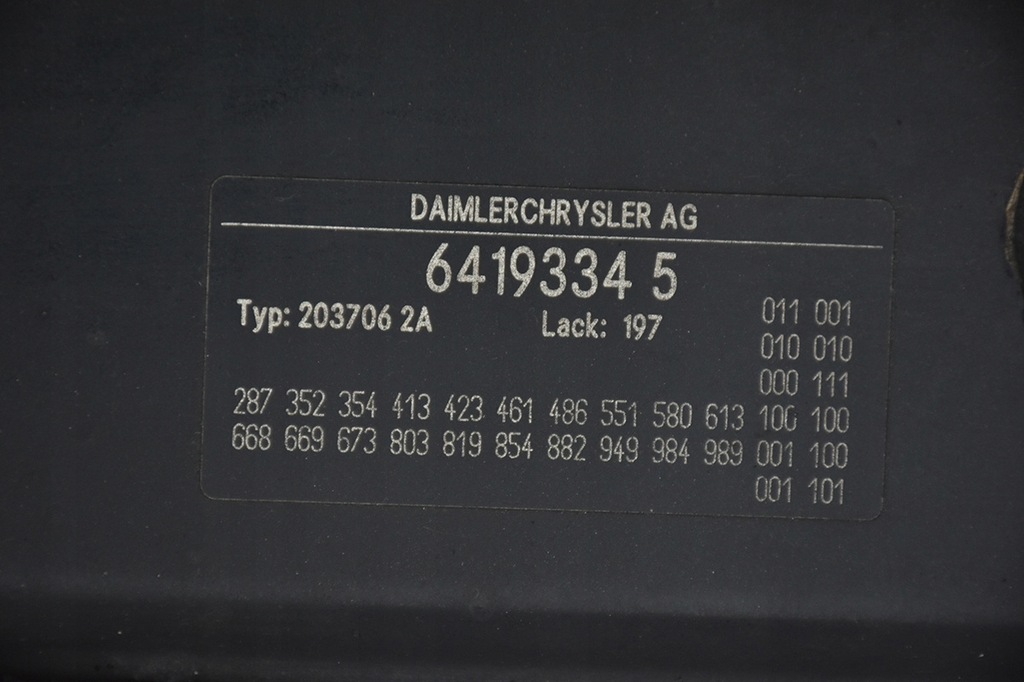 DAIMLERCHRYSLER AG
6419334 5
Typ: 203706 2A Lack: 197
011 001
010 010
000 111
287 352 354 413 423 461 486 551 580 613 100 100
668 669 673 803 819 854 882 949 984 989 001 100
001 101